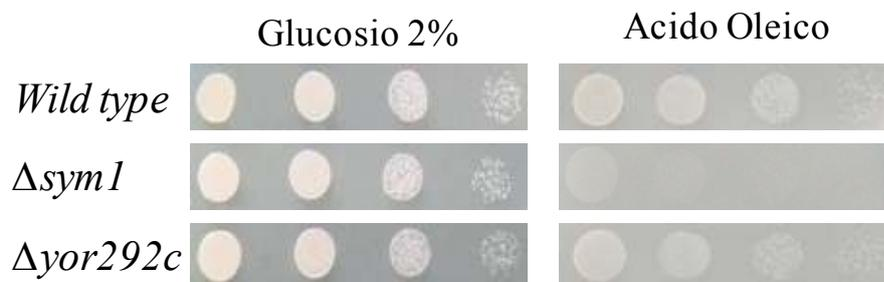 Glucosio 2%
Acido Oleico
Wild type
Δsym1
Δyor292c